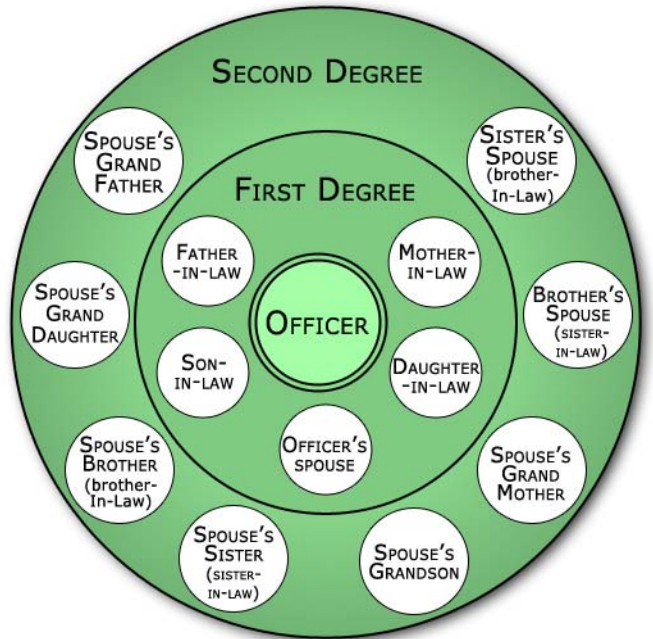 SECOND DEGREE
SPOUSE'S
GRAND
FATHER
SISTER'S
SPOUSE
(brother-
In-Law)
FIRST DEGREE
FATHER
-IN-LAW
MOTHER-
IN-LAW
OFFICER
SPOUSE'S
GRAND
DAUGHTER
BROTHER'S
SPOUSE
(SISTER-
IN-LAW)
SON-
IN-LAW
DAUGHTER
-IN-LAW
OFFICER'S
SPOUSE
SPOUSE'S
BROTHER
(brother-
In-Law)
SPOUSE'S
GRAND
MOTHER
SPOUSE'S
SISTER
(SISTER-
IN-LAW)
SPOUSE'S
GRANDSON